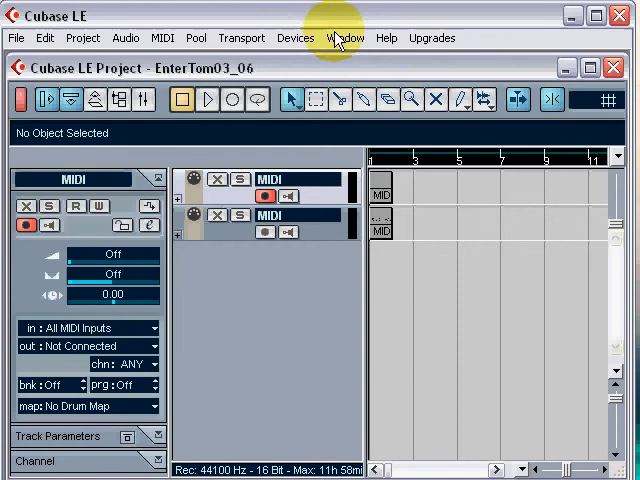 Cubase LE
File Edit Project Audio MIDI Pool Transport Devices Window Help Upgrades
Cubase LE Project - EnterTom03_06
No Object Selected
1 3 5 7 9 11
MIDI
X S R W
e
Off
Off
0.00
in : All MIDI Inputs
out : Not Connected
chn: ANY
bnk: Off prg: Off
map: No Drum Map
Track Parameters
Channel
X S MIDI
X S MIDI
MID
MID
Rec: 44100 Hz - 16 Bit - Max: 11h 58mi